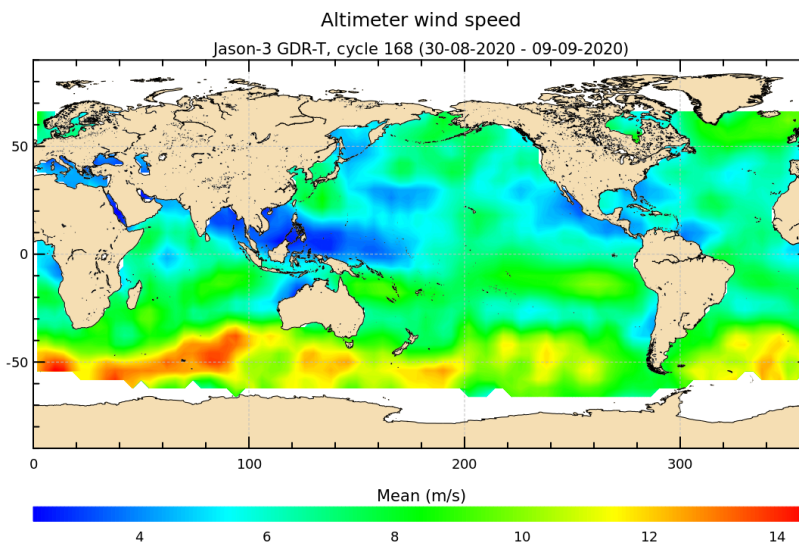 Altimeter wind speed
Jason-3 GDR-T, cycle 168 (30-08-2020 - 09-09-2020)
50
0
-50
0 100 200 300
Mean (m/s)
4 6 8 10 12 14